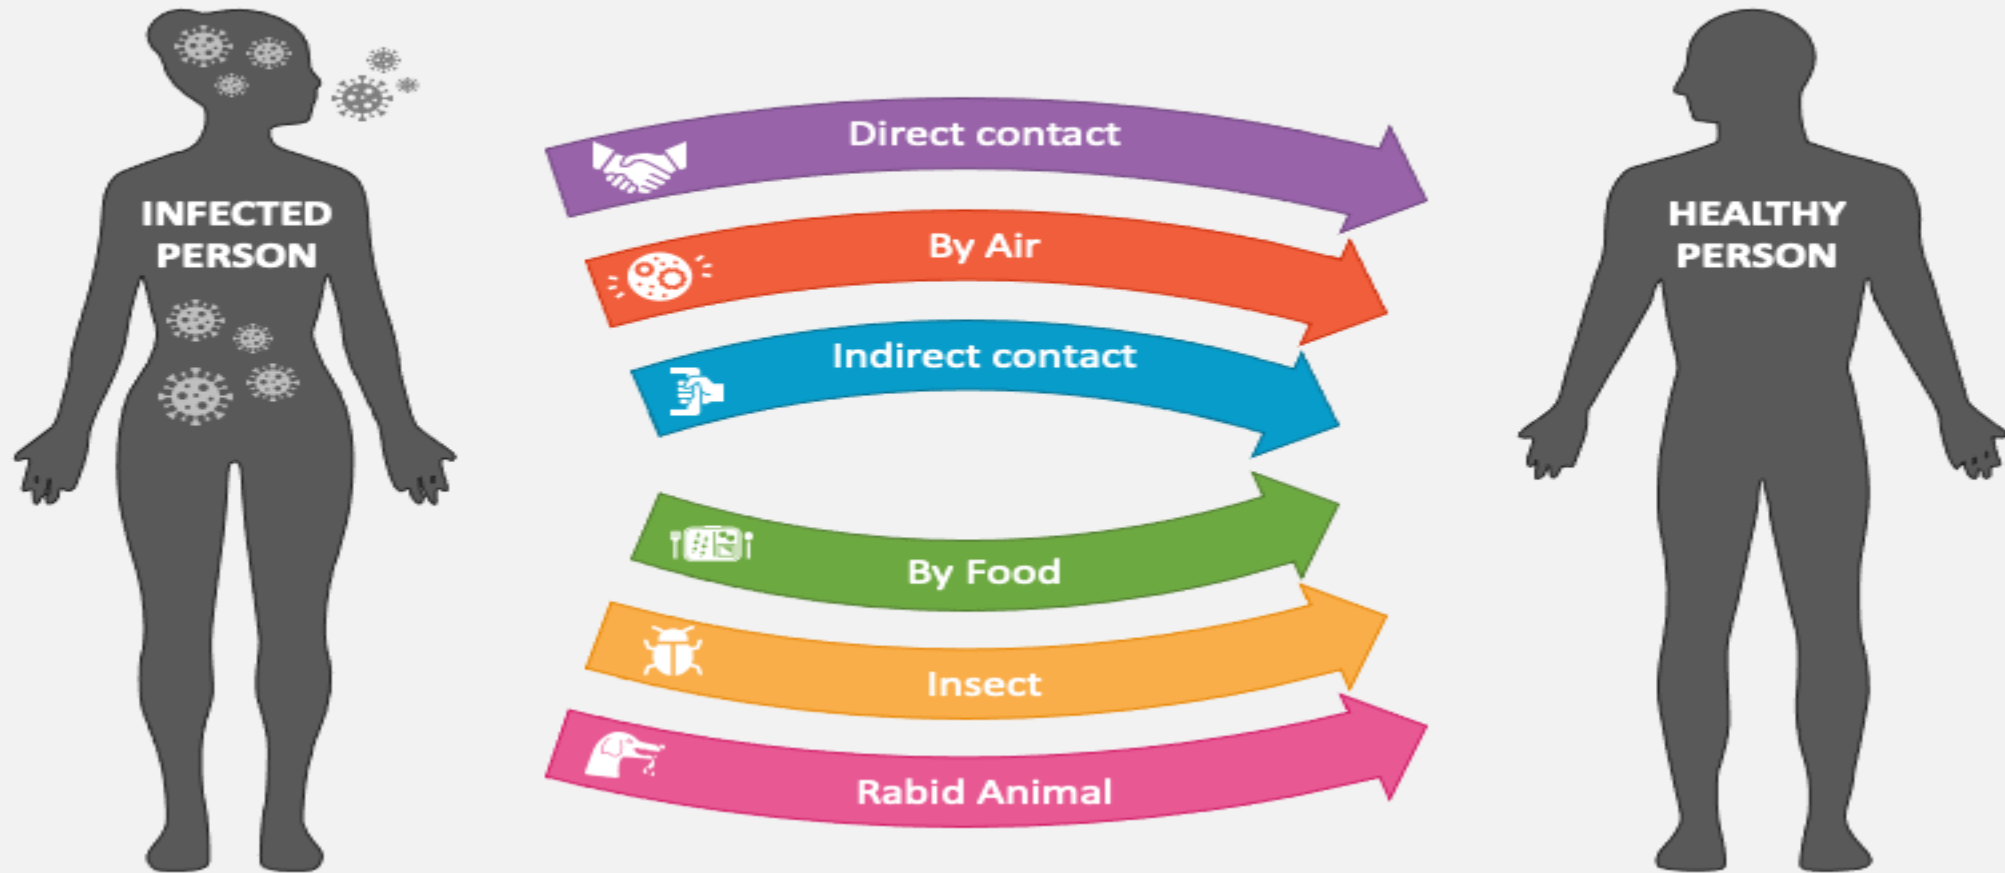 INFECTED
PERSON
Direct contact
By Air
Indirect contact
By Food
Insect
Rabid Animal
HEALTHY
PERSON